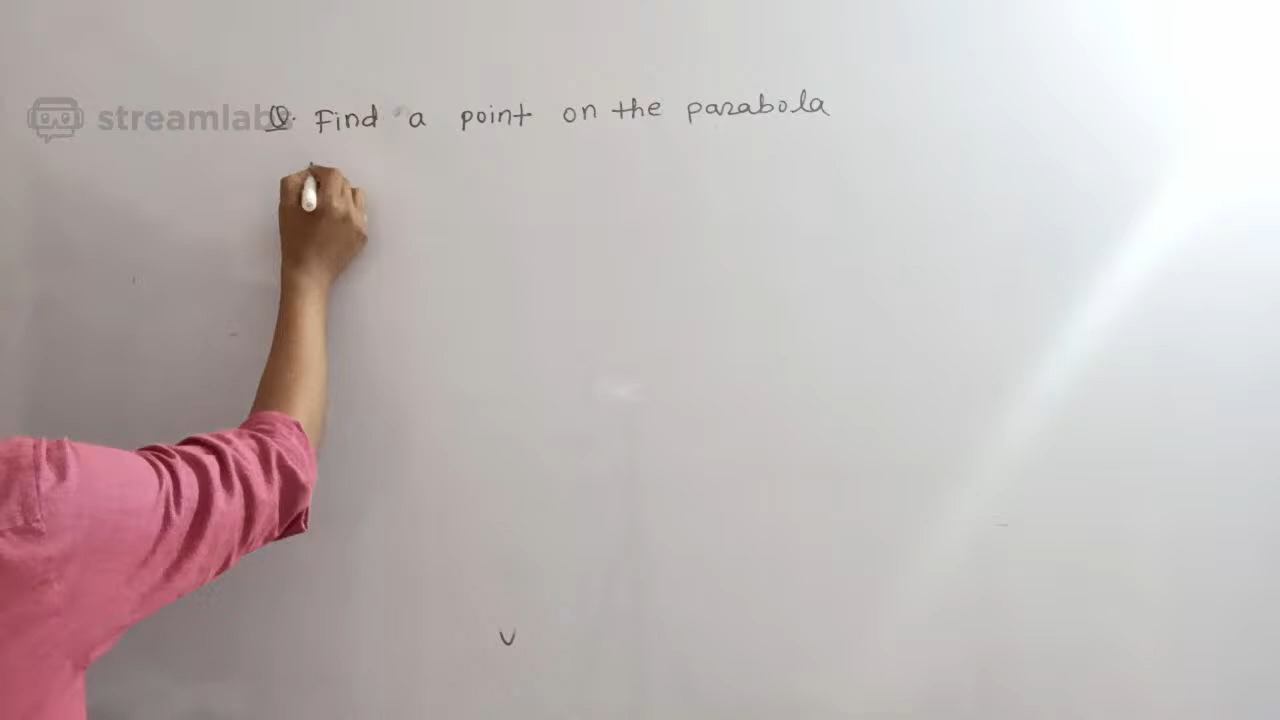 streamlabs
Q. Find a point on the parabola